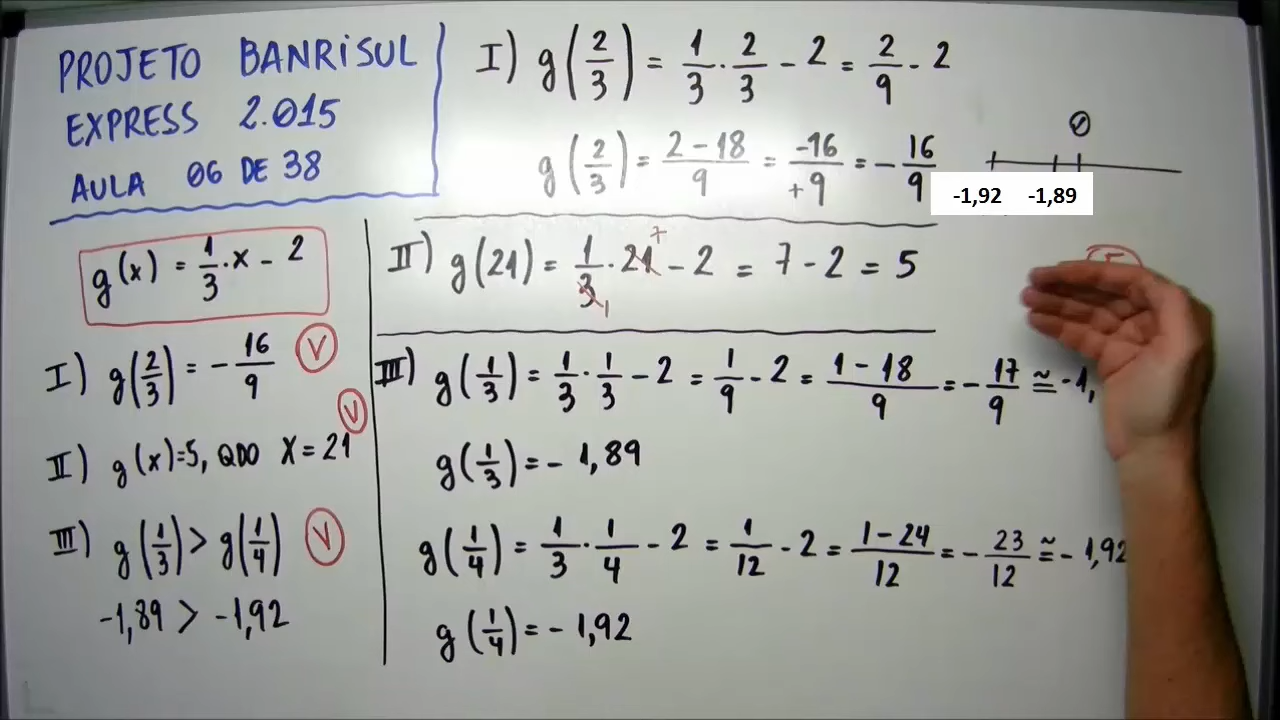 PROJETO BANRISUL
EXPRESS 2.015
AULA 06 DE 38
g(x) = 1/3 · x - 2
I) g(2/3) = - 16/9 V
II) g(x)=5, QDO X = 21 V
III) g(1/3) > g(1/4) V
-1,89 > -1,92
I) g(2/3) = 1/3 · 2/3 - 2 = 2/9 - 2
g(2/3) = 2 - 18/9 = -16/+9 = - 16/9
0
-1,92 -1,89
II) g(21) = 1/3 · 21 - 2 = 7 - 2 = 5
7
1
III) g(1/3) = 1/3 · 1/3 - 2 = 1/9 - 2 = 1 - 18/9 = - 17/9 ≅ -1,
g(1/3) = - 1,89
g(1/4) = 1/3 · 1/4 - 2 = 1/12 - 2 = 1 - 24/12 = - 23/12 ≅ - 1,92
g(1/4) = - 1,92